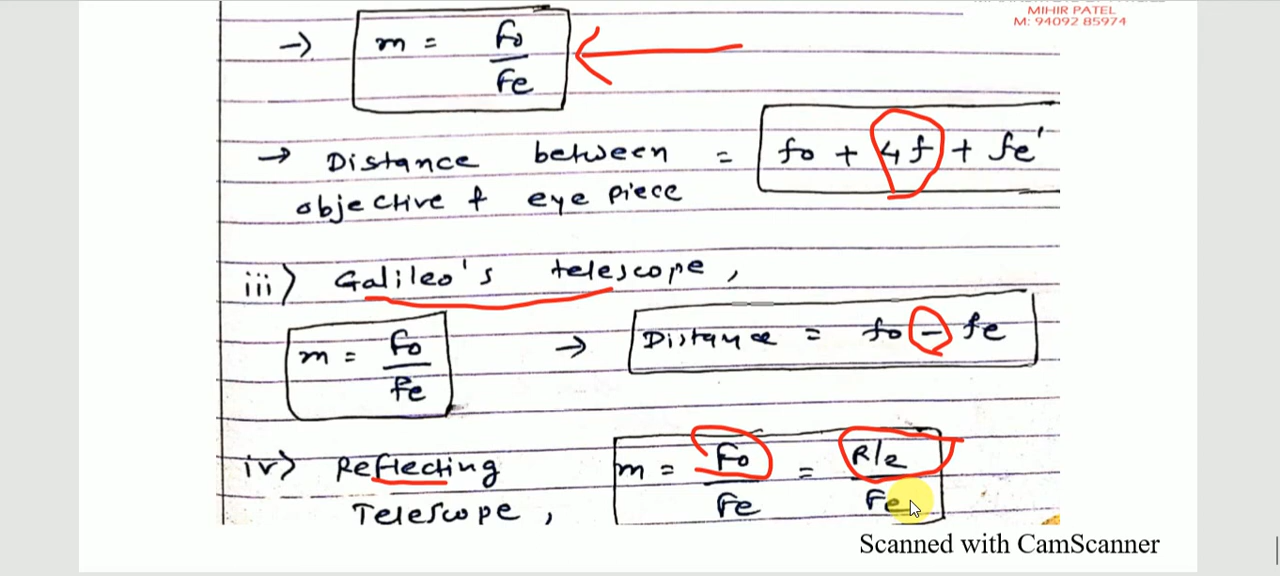 MIHIR PATEL
M: 94092 85974
→ m = fo / fe
→ Distance between = fo + 4f + fe'
objective & eye piece
iii) Galileo's telescope,
m = fo / fe → Distance = fo - fe
iv) Reflecting m = Fo / Fe = R/2 / Fe
Telescope,
Scanned with CamScanner